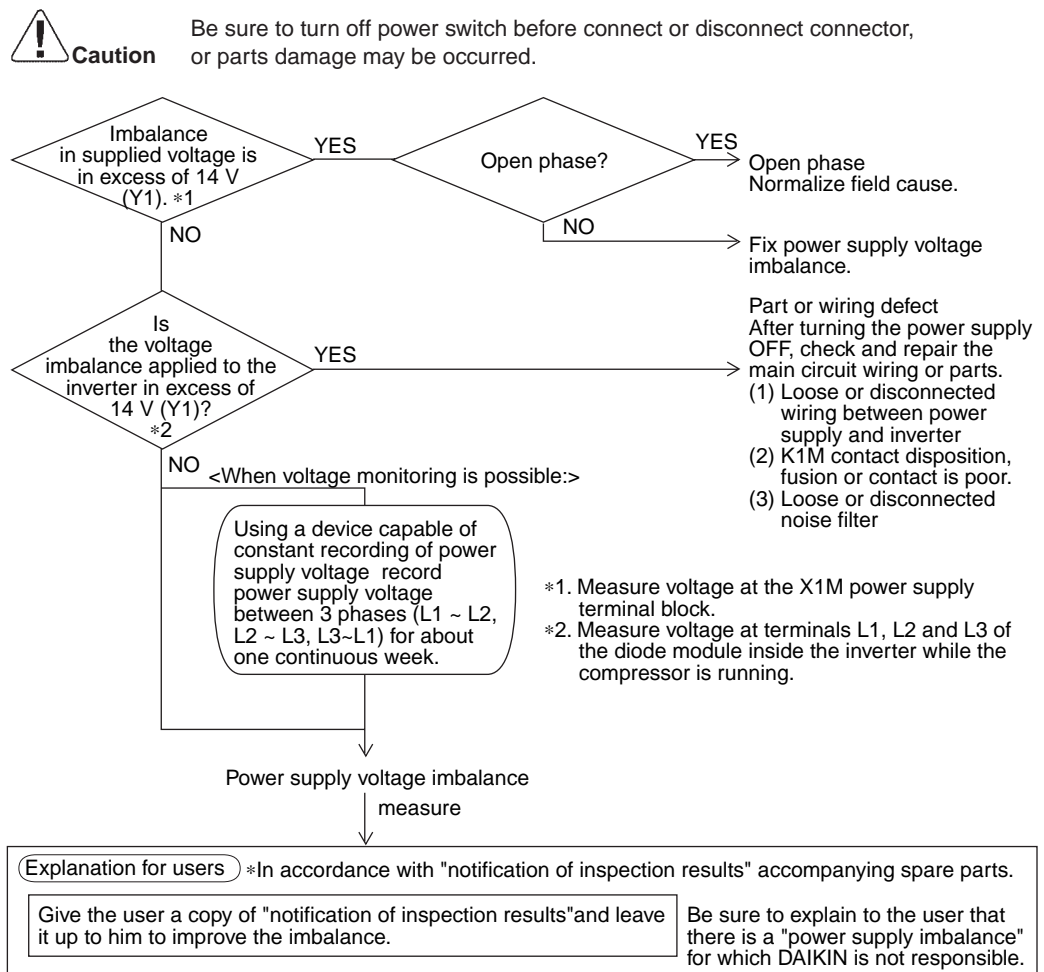 Caution
Be sure to turn off power switch before connect or disconnect connector,
or parts damage may be occurred.
Imbalance
in supplied voltage is
in excess of 14 V
(Y1). *1
YES
Open phase?
YES
Open phase
Normalize field cause.
NO
NO
Fix power supply voltage
imbalance.
Is
the voltage
imbalance applied to the
inverter in excess of
14 V (Y1)?
*2
YES
Part or wiring defect
After turning the power supply
OFF, check and repair the
main circuit wiring or parts.
(1) Loose or disconnected
wiring between power
supply and inverter
(2) K1M contact disposition,
fusion or contact is poor.
(3) Loose or disconnected
noise filter
NO
<When voltage monitoring is possible:>
Using a device capable of
constant recording of power
supply voltage record
power supply voltage
between 3 phases (L1 ~ L2,
L2 ~ L3, L3~L1) for about
one continuous week.
*1. Measure voltage at the X1M power supply
terminal block.
*2. Measure voltage at terminals L1, L2 and L3 of
the diode module inside the inverter while the
compressor is running.
Power supply voltage imbalance
measure
Explanation for users *In accordance with "notification of inspection results" accompanying spare parts.
Give the user a copy of "notification of inspection results"and leave
it up to him to improve the imbalance.
Be sure to explain to the user that
there is a "power supply imbalance"
for which DAIKIN is not responsible.